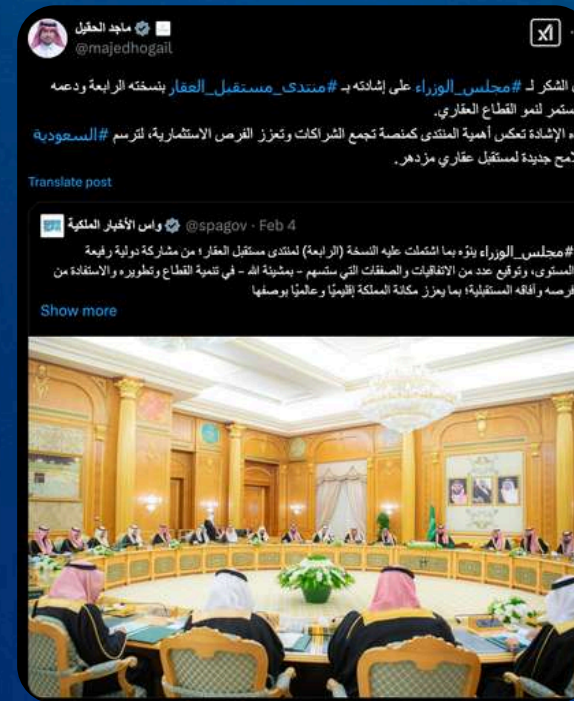 ماجد الحقيل
@majedhogail
الشكر لـ #مجلس_الوزراء على إشادته بـ #منتدى_مستقبل_العقار بنسخته الرابعة ودعمه
لنمو القطاع العقاري.
الإشادة تعكس أهمية المنتدى كمنصة تجمع الشراكات وتعزز الفرص الاستثمارية، لترسم #السعودية
جديدة لمستقبل عقاري مزدهر.
Translate post
واس الأخبار الملكية @spagov · Feb 4
#مجلس_الوزراء ينوّه بما اشتملت عليه النسخة (الرابعة) لمنتدى مستقبل العقار؛ من مشاركة دولية رفيعة
المستوى، وتوقيع عدد من الاتفاقيات والصفقات التي ستسهم - بمشيئة الله - في تنمية القطاع وتطويره والاستفادة من
فرصه وآفاقه المستقبلية؛ بما يعزز مكانة المملكة إقليميًا وعالميًا بوصفها
Show more